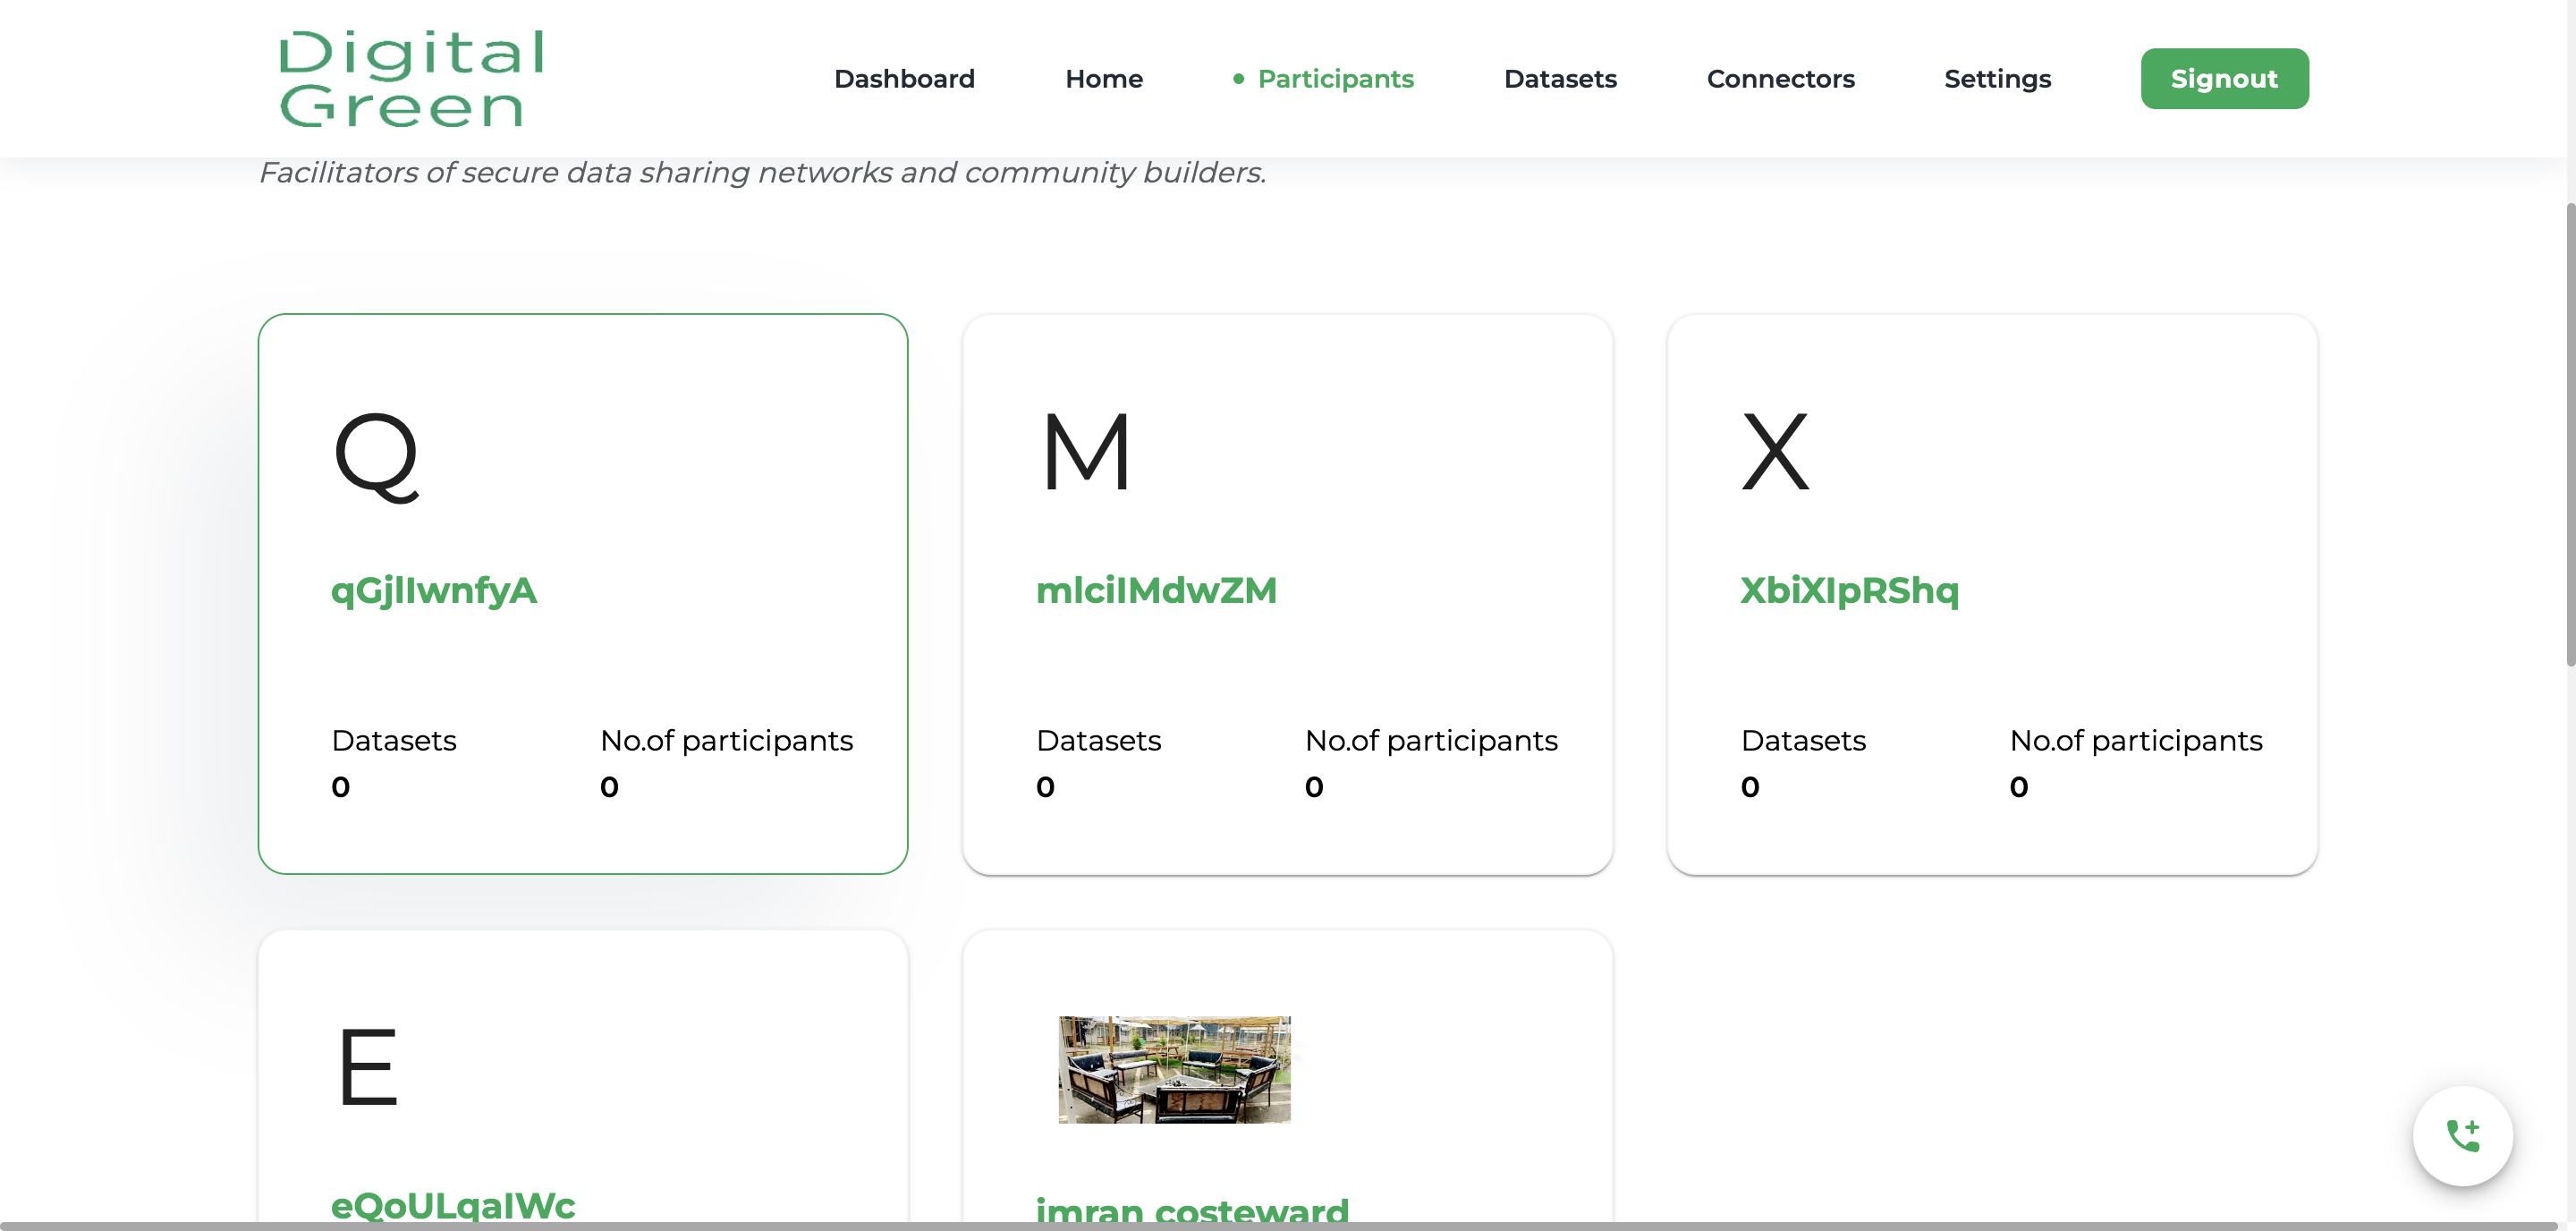 Digital
Green
Dashboard
Home
Participants
Datasets
Connectors
Settings
Signout
Facilitators of secure data sharing networks and community builders.
Q
qGjlIwnfyA
Datasets
No.of participants
0
0
M
mlciIMdwZM
Datasets
No.of participants
0
0
X
XbiXIpRShq
Datasets
No.of participants
0
0
E
eQoULqaIWc
imran costeward